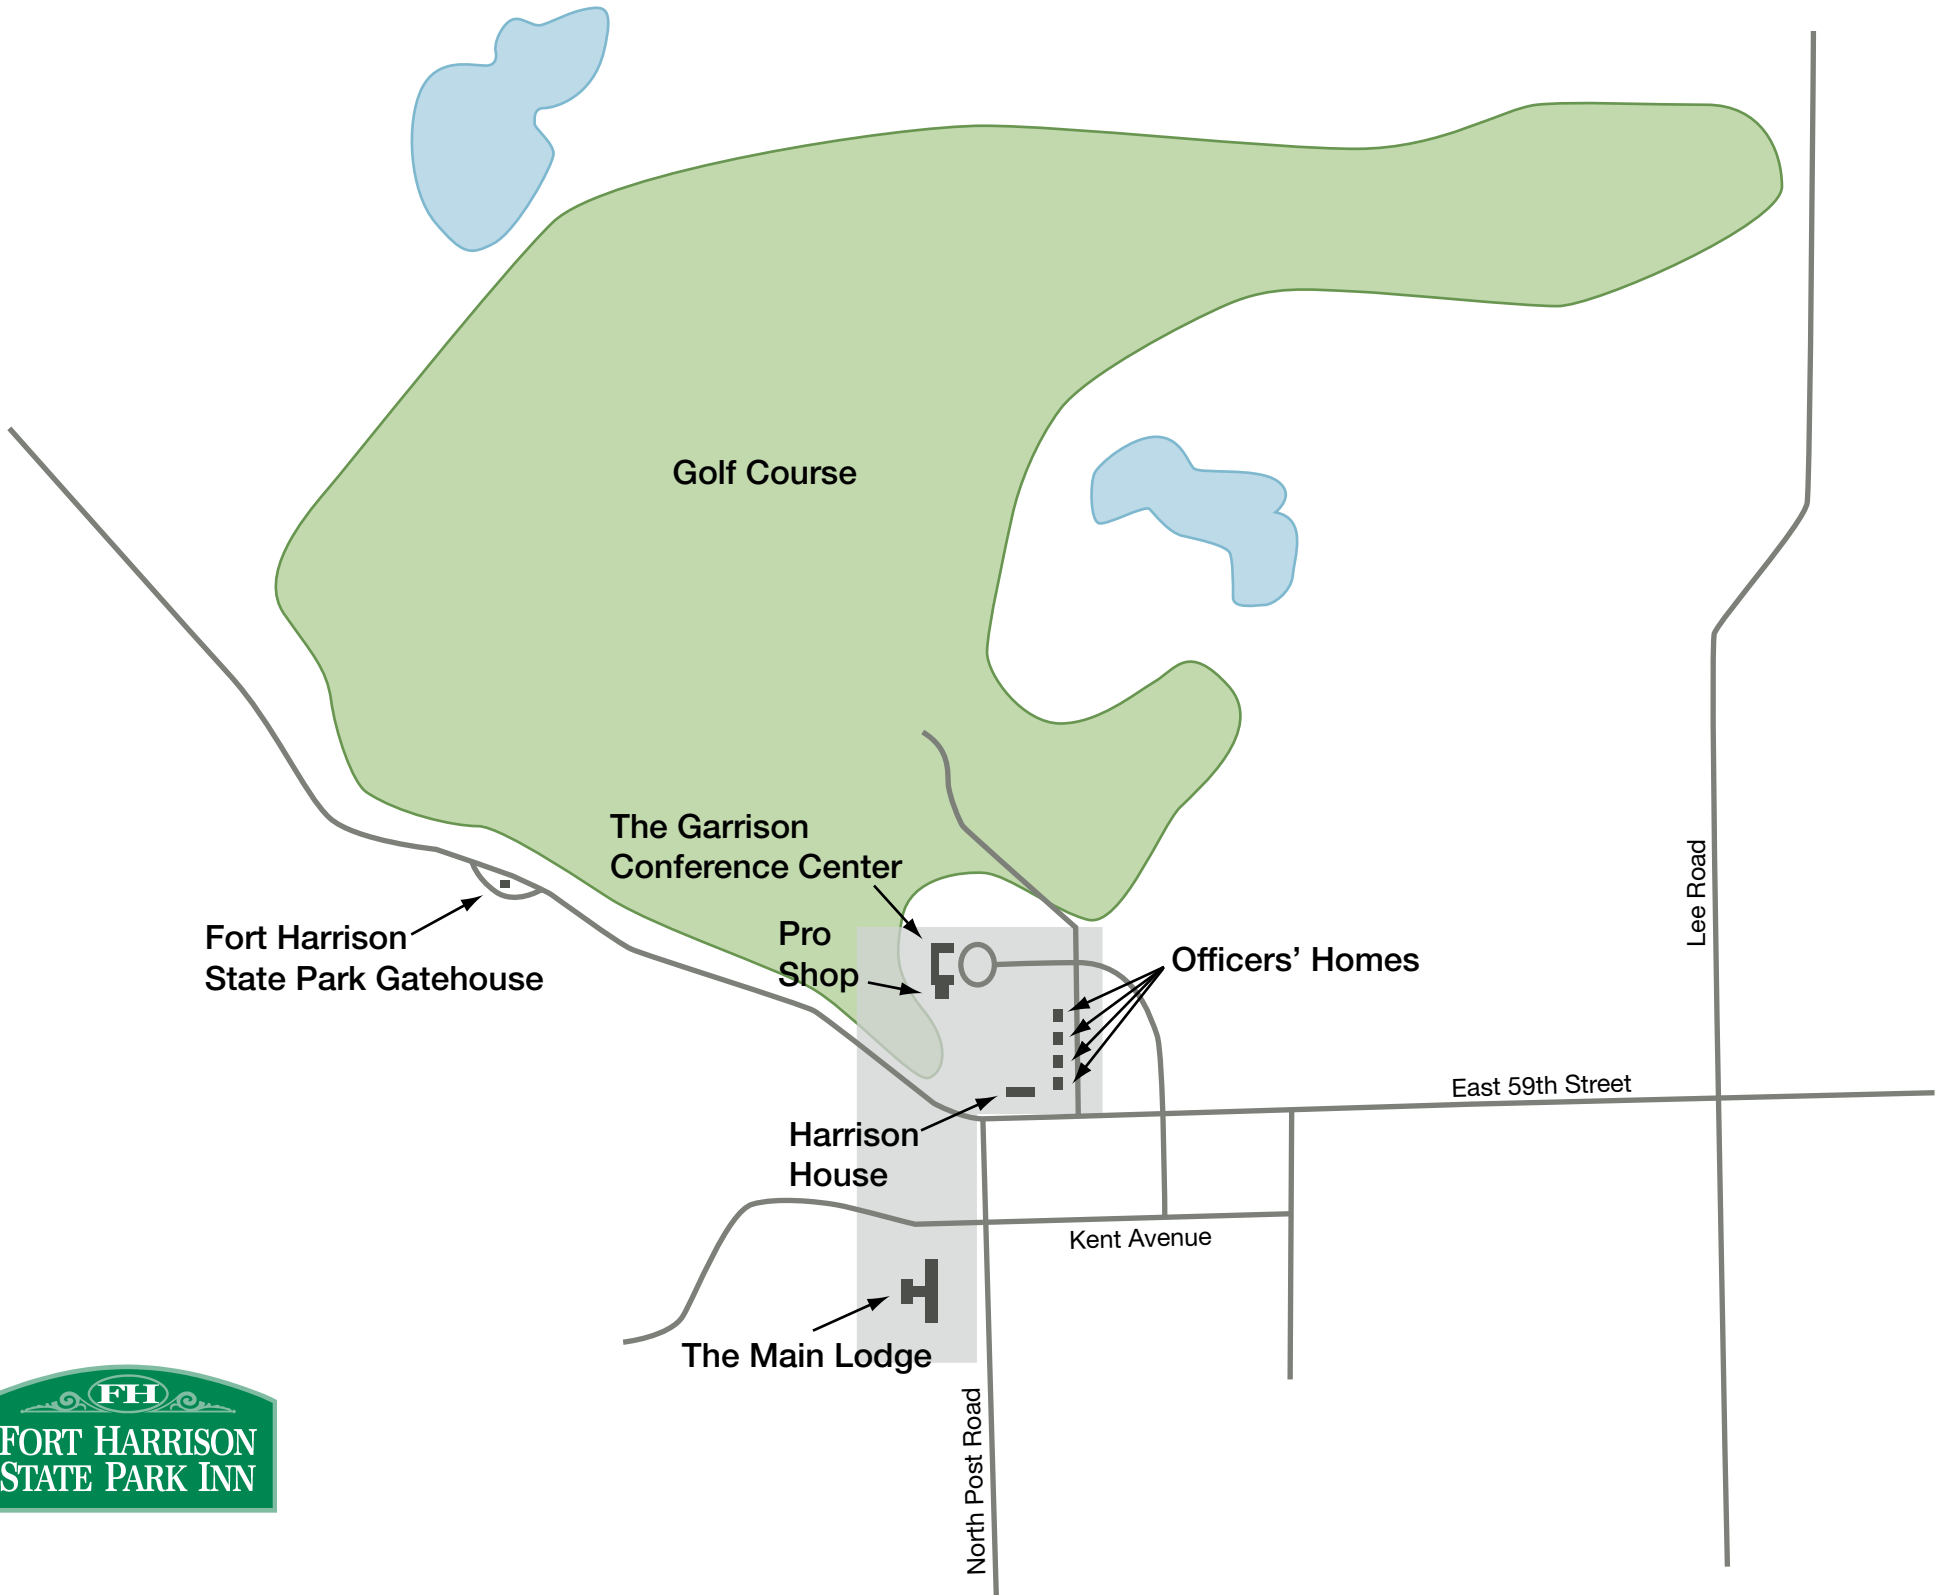 Golf Course
The Garrison
Conference Center
Fort Harrison
State Park Gatehouse
Pro
Shop
Officers’ Homes
Lee Road
East 59th Street
Harrison
House
Kent Avenue
The Main Lodge
North Post Road
FH
FORT HARRISON
STATE PARK INN